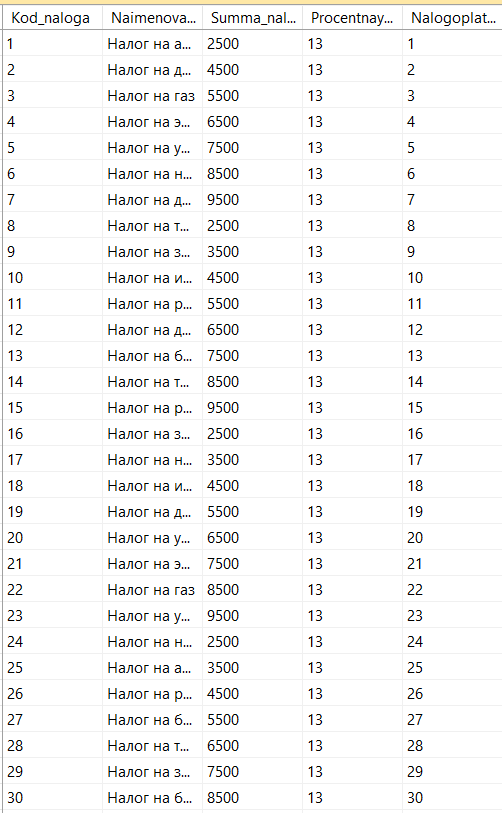 Kod_naloga Naimenova... Summa_nal... Procentnay... Nalogoplat...
1 Налог на а... 2500 13 1
2 Налог на д... 4500 13 2
3 Налог на газ 5500 13 3
4 Налог на э... 6500 13 4
5 Налог на у... 7500 13 5
6 Налог на н... 8500 13 6
7 Налог на д... 9500 13 7
8 Налог на т... 2500 13 8
9 Налог на з... 3500 13 9
10 Налог на и... 4500 13 10
11 Налог на р... 5500 13 11
12 Налог на д... 6500 13 12
13 Налог на б... 7500 13 13
14 Налог на т... 8500 13 14
15 Налог на р... 9500 13 15
16 Налог на з... 2500 13 16
17 Налог на н... 3500 13 17
18 Налог на и... 4500 13 18
19 Налог на д... 5500 13 19
20 Налог на у... 6500 13 20
21 Налог на э... 7500 13 21
22 Налог на газ 8500 13 22
23 Налог на у... 9500 13 23
24 Налог на н... 2500 13 24
25 Налог на а... 3500 13 25
26 Налог на р... 4500 13 26
27 Налог на б... 5500 13 27
28 Налог на т... 6500 13 28
29 Налог на з... 7500 13 29
30 Налог на б... 8500 13 30